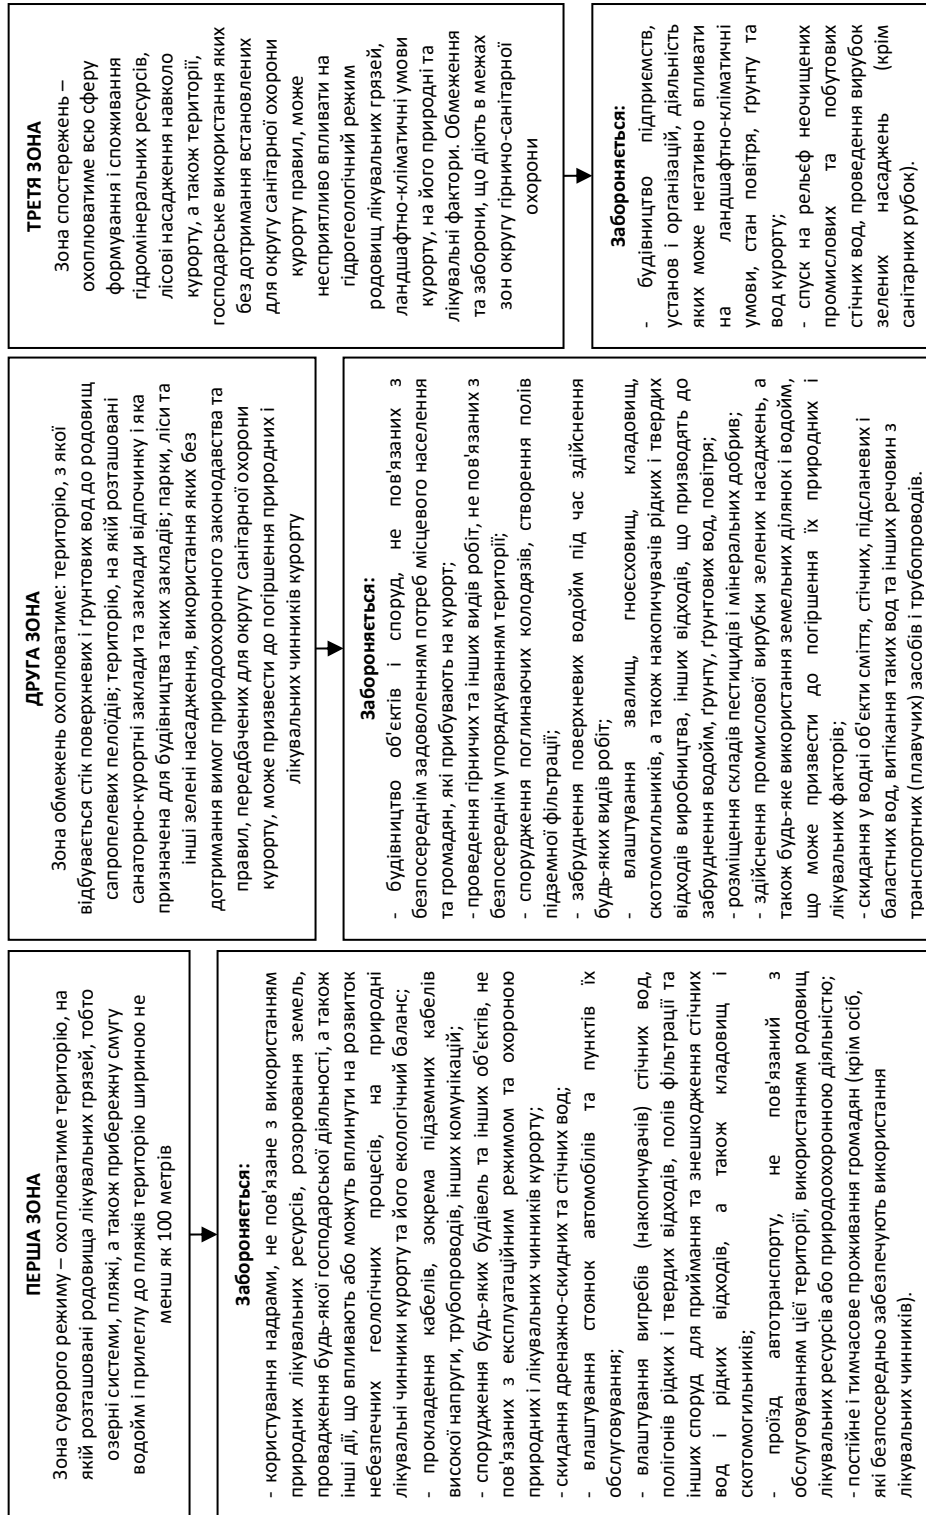 ПЕРША ЗОНА
Зона суворого режиму – охоплюватиме територію, на
якій розташовані родовища лікувальних грязей, тобто
озерні системи, пляжі, а також прибережну смугу
водойм і прилеглу до пляжів територію шириною не
менш як 100 метрів
Забороняється:
- користування надрами, не пов'язане з використанням
природних лікувальних ресурсів, розорювання земель,
провадження будь-якої господарської діяльності, а також
інші дії, що впливають або можуть вплинути на розвиток
небезпечних геологічних процесів, на природні
лікувальні чинники курорту та його екологічний баланс;
- прокладення кабелів, зокрема підземних кабелів
високої напруги, трубопроводів, інших комунікацій;
- спорудження будь-яких будівель та інших об'єктів, не
пов'язаних з експлуатаційним режимом та охороною
природних і лікувальних чинників курорту;
- скидання дренажно-скидних та стічних вод;
- влаштування стоянок автомобілів та пунктів їх
обслуговування;
- влаштування вигребів (накопичувачів) стічних вод,
полігонів рідких і твердих відходів, полів фільтрації та
інших споруд для приймання та знешкодження стічних
вод і рідких відходів, а також кладовищ і
скотомогильників;
- проїзд автотранспорту, не пов'язаний з
обслуговуванням цієї території, використанням родовищ
лікувальних ресурсів або природоохоронною діяльністю;
- постійне і тимчасове проживання громадян (крім осіб,
які безпосередньо забезпечують використання
лікувальних чинників).
ДРУГА ЗОНА
Зона обмежень охоплюватиме: територію, з якої
відбувається стік поверхневих і ґрунтових вод до родовищ
сапропелевих пелоїдів; територію, на якій розташовані
санаторно-курортні заклади та заклади відпочинку і яка
призначена для будівництва таких закладів; парки, ліси та
інші зелені насадження, використання яких без
дотримання вимог природоохоронного законодавства та
правил, передбачених для округу санітарної охорони
курорту, може призвести до погіршення природних і
лікувальних чинників курорту
Забороняється:
- будівництво об'єктів і споруд, не пов'язаних з
безпосереднім задоволенням потреб місцевого населення
та громадян, які прибувають на курорт;
- проведення гірничих та інших видів робіт, не пов'язаних з
безпосереднім упорядкуванням території;
- спорудження поглинаючих колодязів, створення полів
підземної фільтрації;
- забруднення поверхневих водойм під час здійснення
будь-яких видів робіт;
- влаштування звалищ, гноєсховищ, кладовищ,
скотомогильників, а також накопичувачів рідких і твердих
відходів виробництва, інших відходів, що призводять до
забруднення водойм, ґрунту, ґрунтових вод, повітря;
- розміщення складів пестицидів і мінеральних добрив;
- здійснення промислової вирубки зелених насаджень, а
також будь-яке використання земельних ділянок і водойм,
що може призвести до погіршення їх природних і
лікувальних факторів;
- скидання у водні об'єкти сміття, стічних, підсланевих і
баластних вод, витікання таких вод та інших речовин з
транспортних (плавучих) засобів і трубопроводів.
ТРЕТЯ ЗОНА
Зона спостережень –
охоплюватиме всю сферу
формування і споживання
гідромінеральних ресурсів,
лісові насадження навколо
курорту, а також території,
господарське використання яких
без дотримання встановлених
для округу санітарної охорони
курорту правил, може
несприятливо впливати на
гідрогеологічний режим
родовищ лікувальних грязей,
ландшафтно-кліматичні умови
курорту, на його природні та
лікувальні фактори. Обмеження
та заборони, що діють в межах
зон округу гірничо-санітарної
охорони
Забороняється:
- будівництво підприємств,
установ і організацій, діяльність
яких може негативно впливати
на ландшафтно-кліматичні
умови, стан повітря, ґрунту та
вод курорту;
- спуск на рельєф неочищених
промислових та побутових
стічних вод, проведення вирубок
зелених насаджень (крім
санітарних рубок).